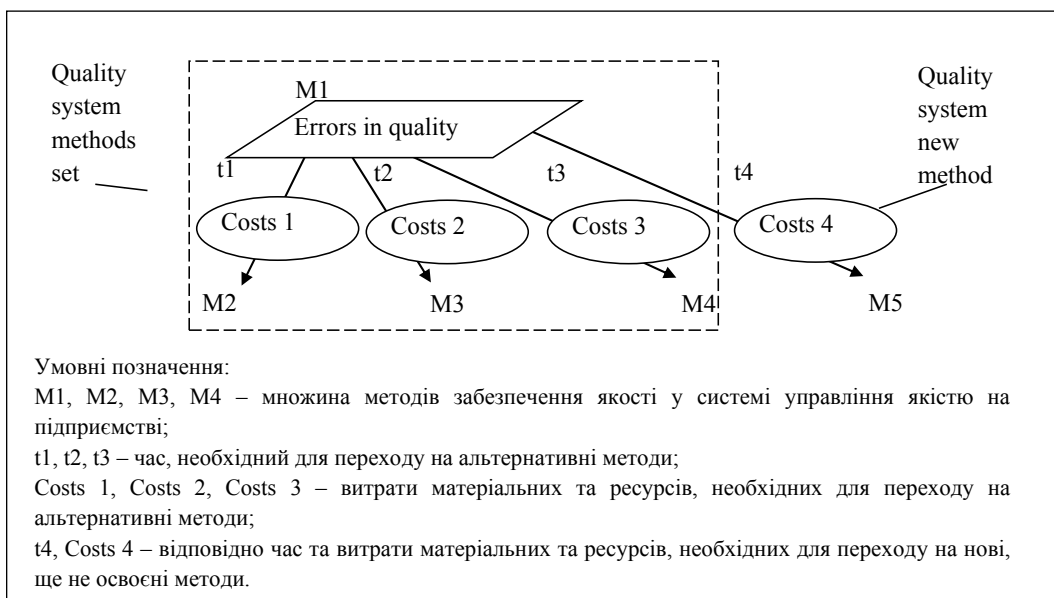 Quality
system
methods
set
M1
Errors in quality
t1
t2
t3
t4
Quality
system
new
method
Costs 1
Costs 2
Costs 3
Costs 4
M2
M3
M4
M5
Умовні позначення:
M1, M2, M3, M4 – множина методів забезпечення якості у системі управління якістю на
підприємстві;
t1, t2, t3 – час, необхідний для переходу на альтернативні методи;
Costs 1, Costs 2, Costs 3 – витрати матеріальних та ресурсів, необхідних для переходу на
альтернативні методи;
t4, Costs 4 – відповідно час та витрати матеріальних та ресурсів, необхідних для переходу на нові,
ще не освоєні методи.